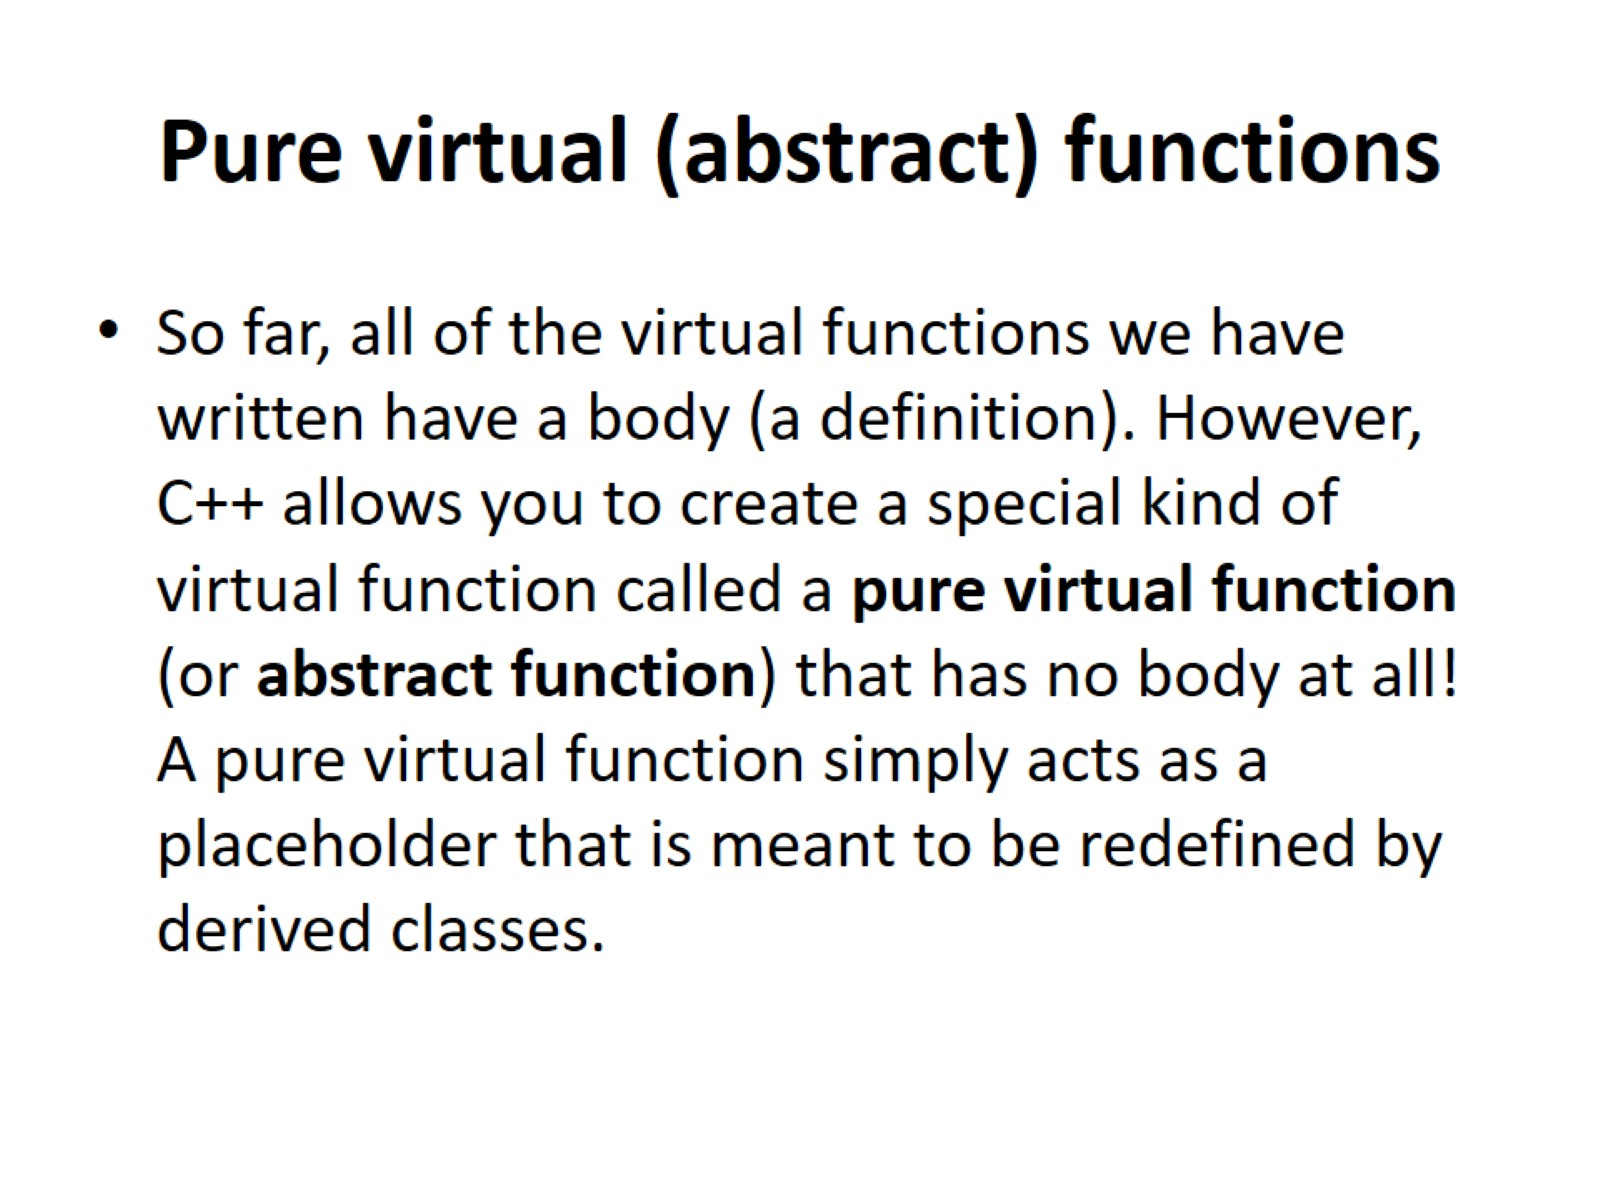 Pure virtual (abstract) functions
• So far, all of the virtual functions we have
written have a body (a definition). However,
C++ allows you to create a special kind of
virtual function called a pure virtual function
(or abstract function) that has no body at all!
A pure virtual function simply acts as a
placeholder that is meant to be redefined by
derived classes.